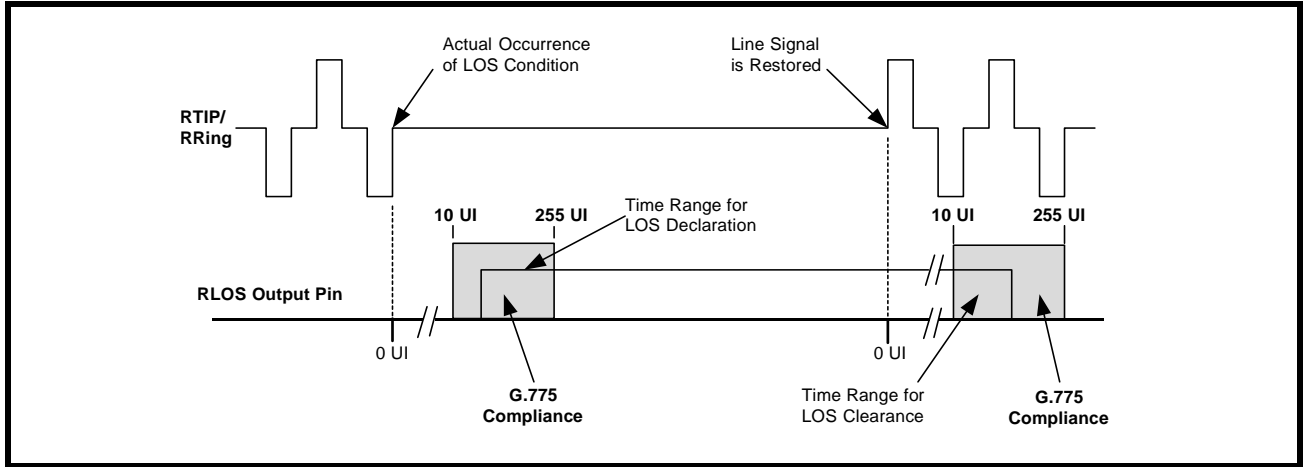 Actual Occurrence
of LOS Condition
Line Signal
is Restored
RTIP/
RRing
10 UI
255 UI
Time Range for
LOS Declaration
10 UI
255 UI
RLOS Output Pin
0 UI
0 UI
G.775
Compliance
Time Range for
LOS Clearance
G.775
Compliance